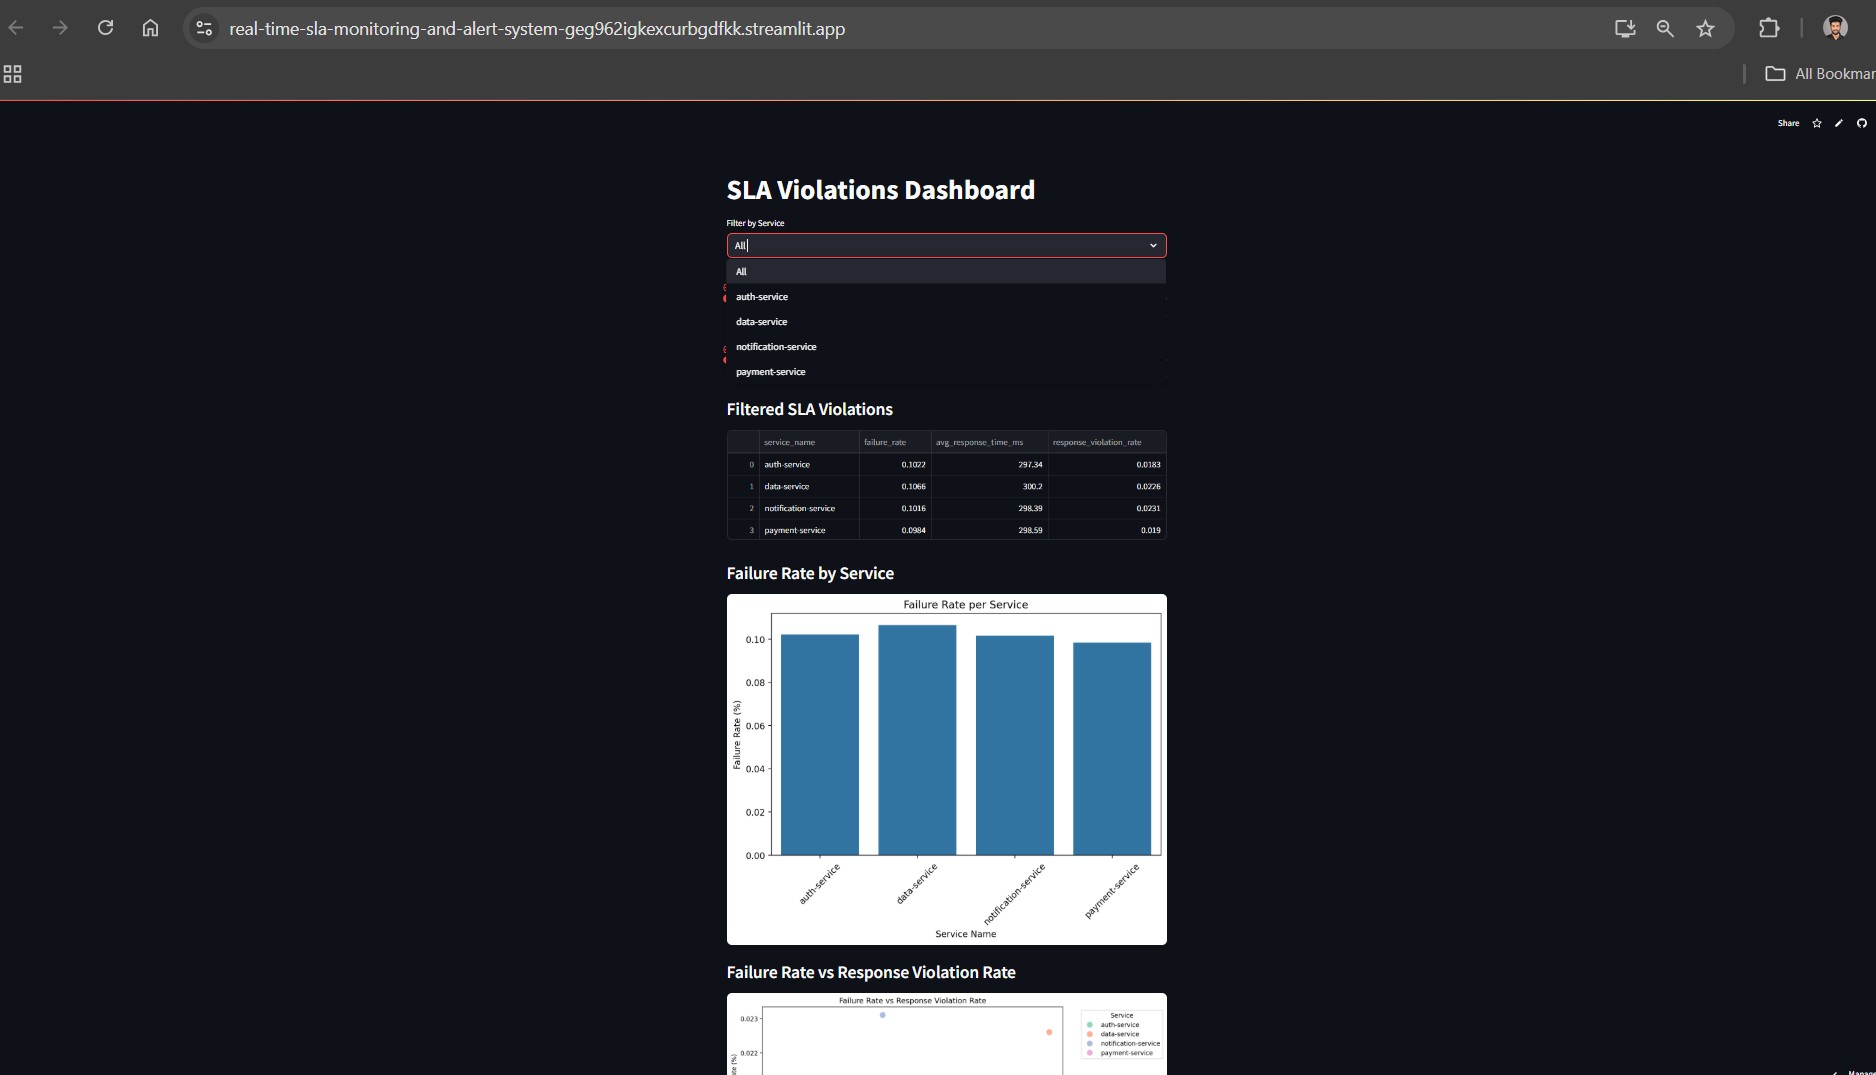 real-time-sla-monitoring-and-alert-system-geg962igkexcurbgdfkk.streamlit.app
All
Share
SLA Violations Dashboard
Filter by Service
All
All
auth-service
data-service
notification-service
payment-service
Filtered SLA Violations
service_name failure_rate avg_response_time_ms response_violation_rate
0 auth-service 0.1022 297.34 0.0183
1 data-service 0.1066 300.2 0.0226
2 notification-service 0.1016 298.39 0.0231
3 payment-service 0.0984 298.59 0.019
Failure Rate by Service
Failure Rate per Service
Failure Rate (%)
0.10
0.08
0.06
0.04
0.02
0.00
auth-service
data-service
notification-service
payment-service
Service Name
Failure Rate vs Response Violation Rate
Failure Rate vs Response Violation Rate
0.023
0.022
(%)
Service
auth-service
data-service
notification-service
payment-service